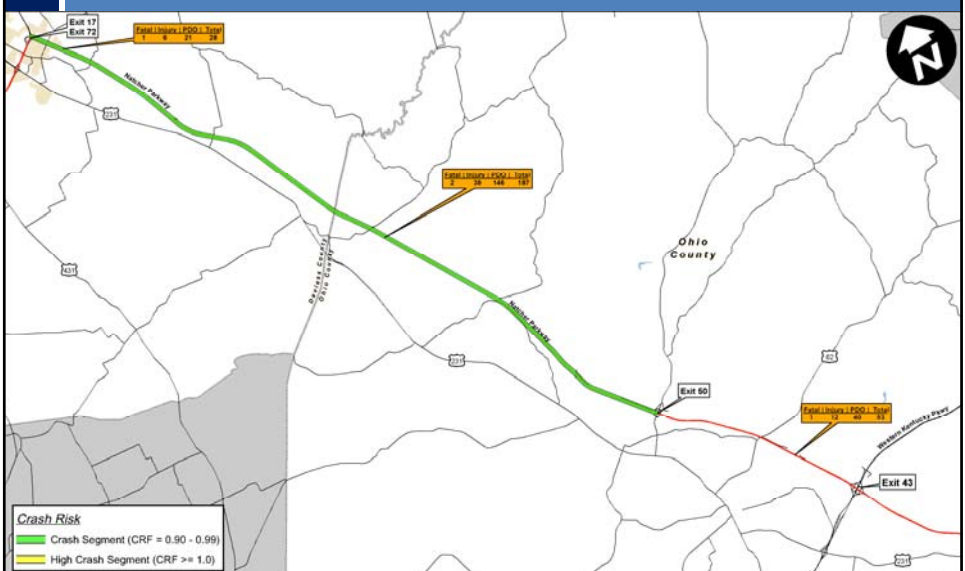 Exit 17
Exit 72
Fatal | Injury | PDO | Total
1 6 21 28
N
Natcher Parkway
231
Fatal | Injury | PDO | Total
2 39 146 187
Ohio
County
Daviess County
Ohio County
431
Natcher Parkway
62
231
Exit 50
Fatal | Injury | PDO | Total
1 12 40 53
Western Kentucky Pkwy
Exit 43
Crash Risk
Crash Segment (CRF = 0.90 - 0.99)
High Crash Segment (CRF >= 1.0)
231